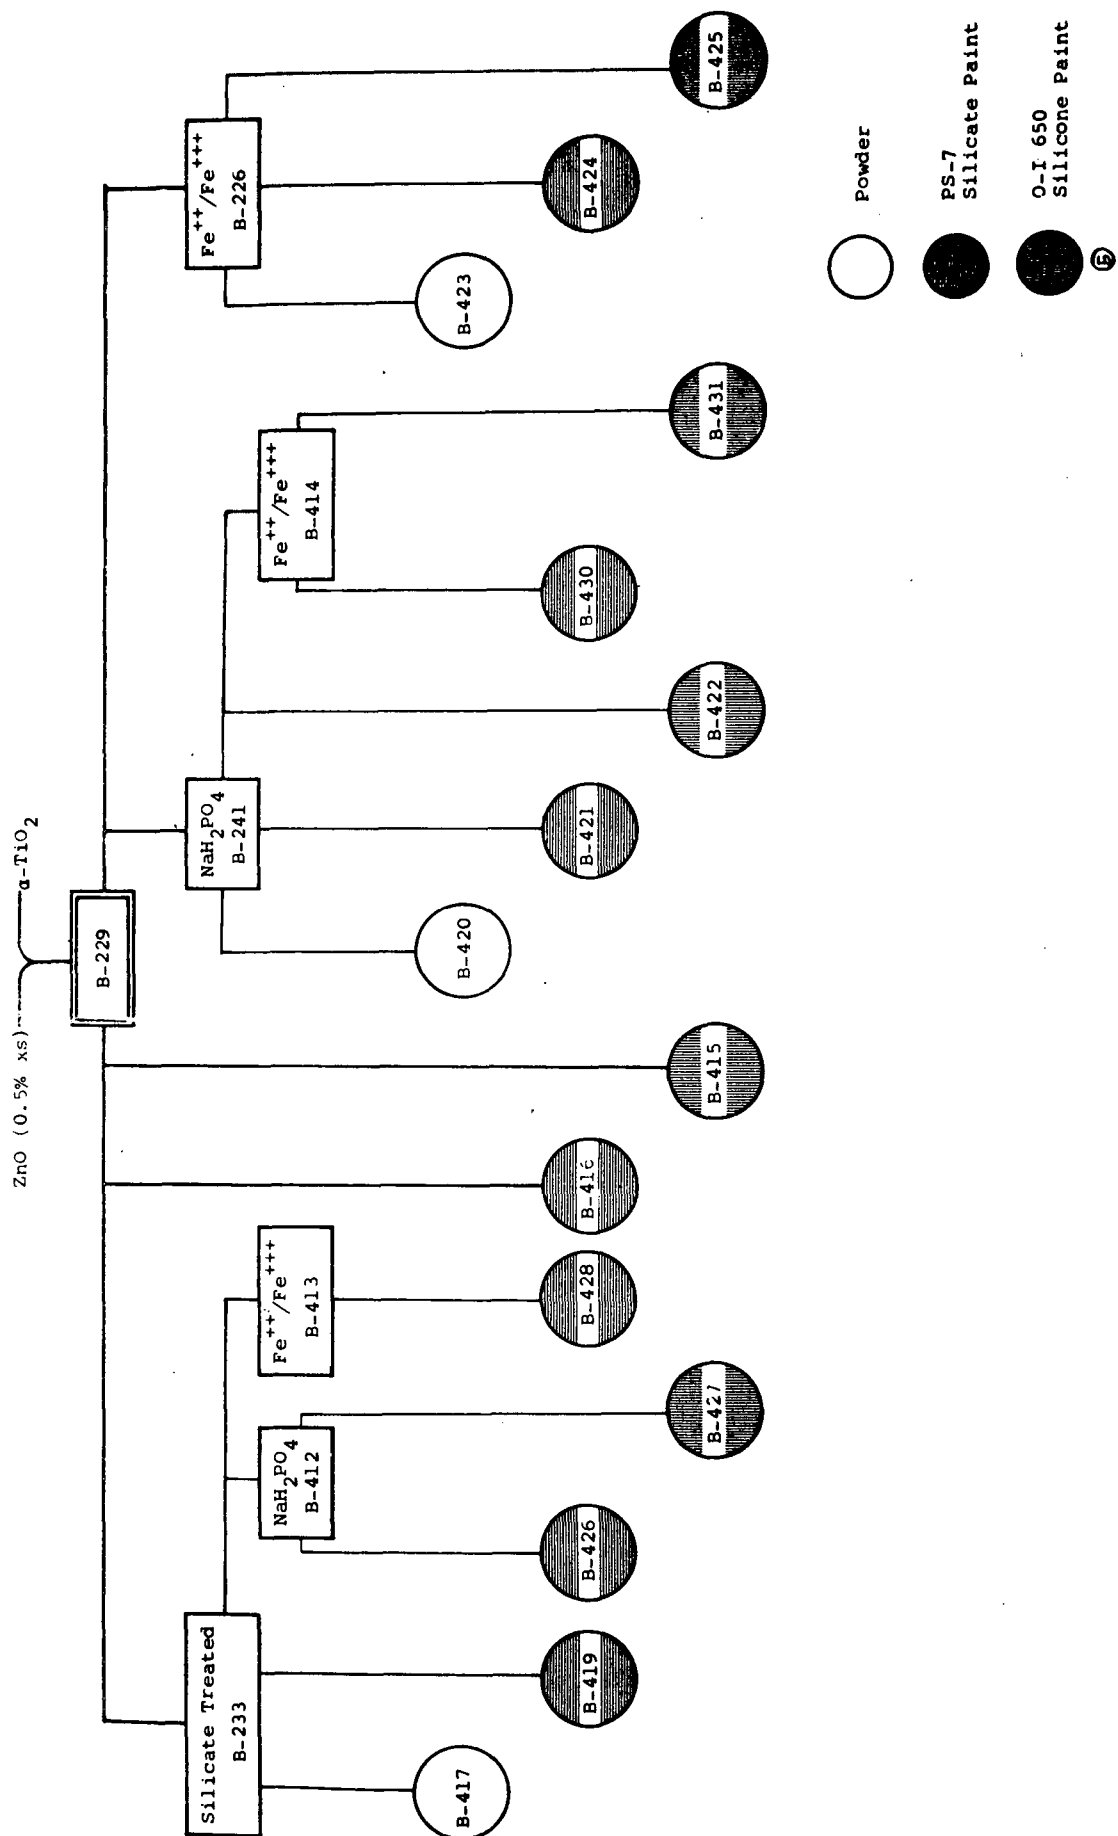 ZnO (0.5% xs)
α-TiO2
B-229
Silicate Treated
B-233
NaH2PO4
B-241
Fe++/Fe+++
B-226
NaH2PO4
B-412
Fe++/Fe+++
B-413
Fe++/Fe+++
B-414
B-417
B-420
B-423
B-419
B-426
B-428
B-416
B-421
B-430
B-424
B-427
B-415
B-422
B-431
B-425
Powder
PS-7
Silicate Paint
O-I 650
Silicone Paint